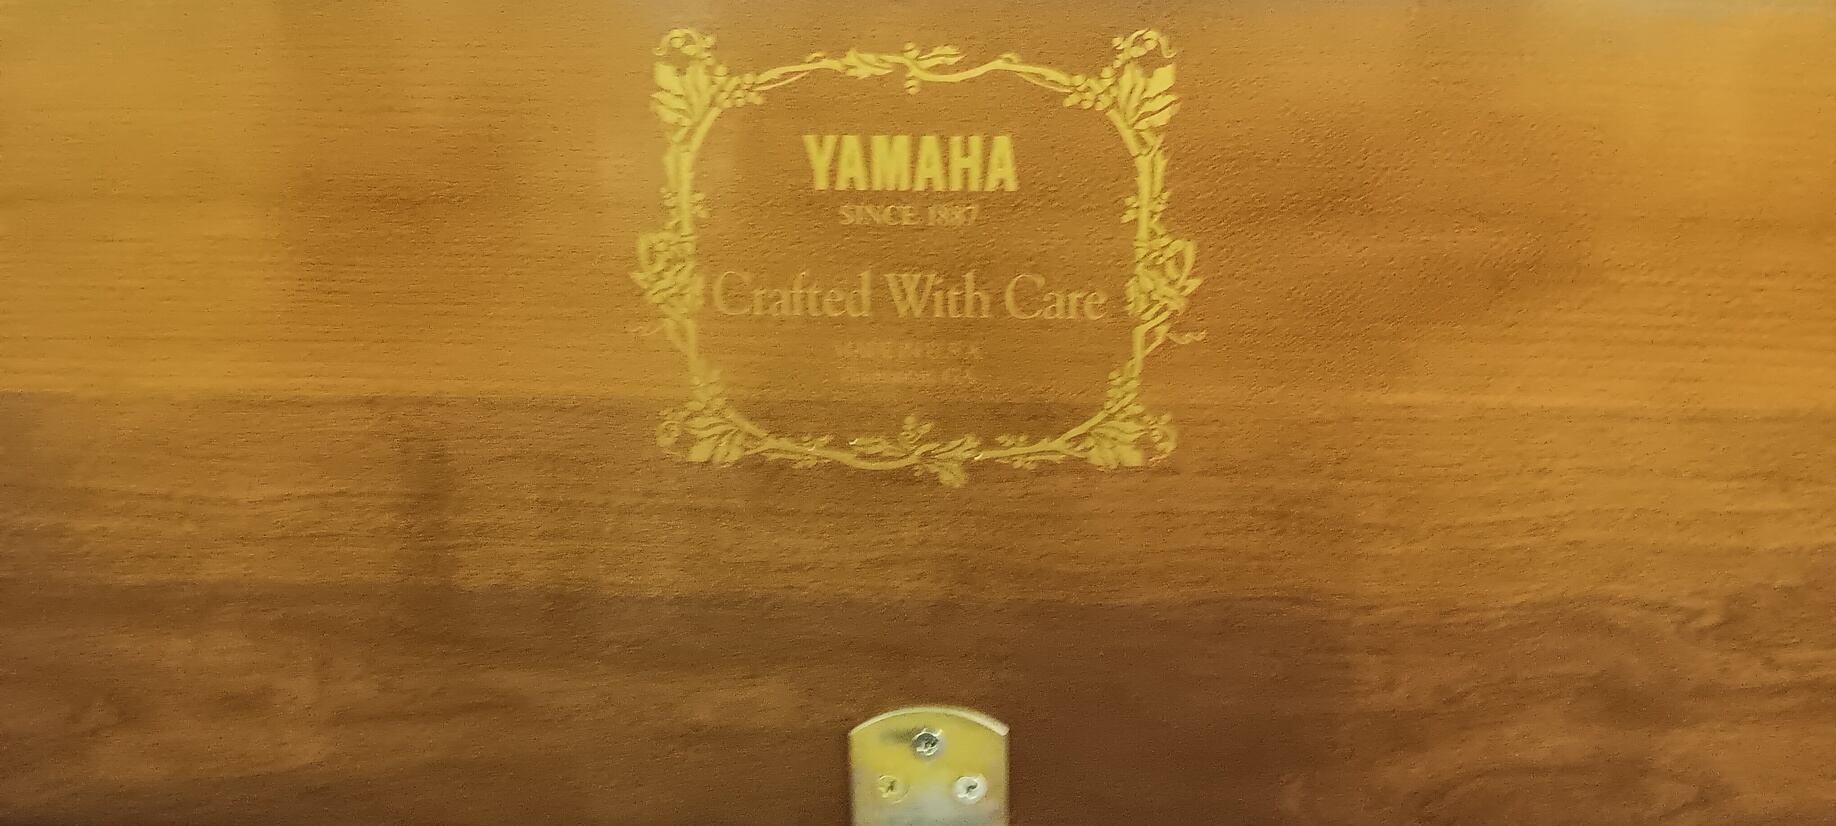 YAMAHA
SINCE 1887
Crafted With Care